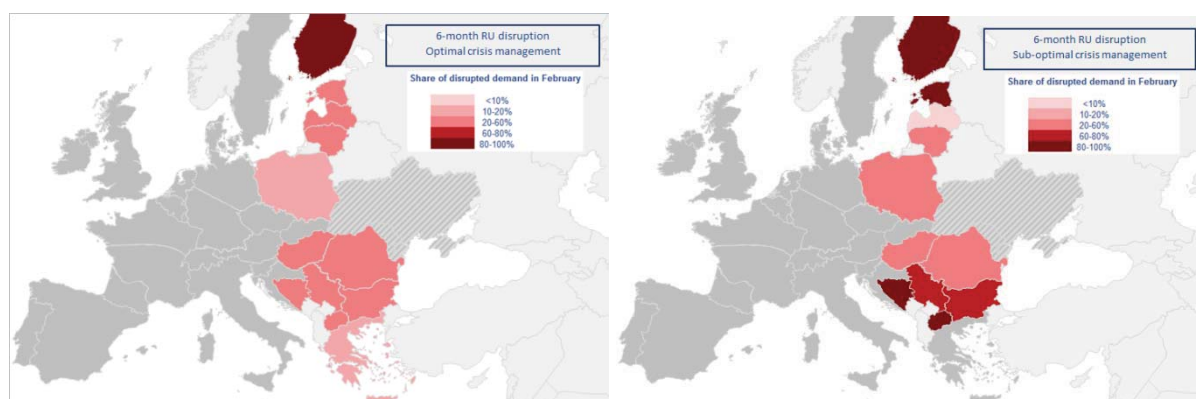 6-month RU disruption
Optimal crisis management
Share of disrupted demand in February
<10%
10-20%
20-60%
60-80%
80-100%
6-month RU disruption
Sub-optimal crisis management
Share of disrupted demand in February
<10%
10-20%
20-60%
60-80%
80-100%